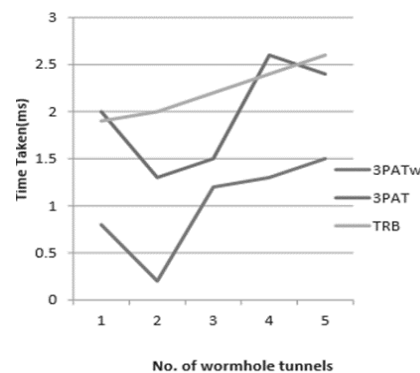 3
2.5
2
1.5
1
0.5
0
Time Taken(ms)
1 2 3 4 5
No. of wormhole tunnels
3PATw
3PAT
TRB